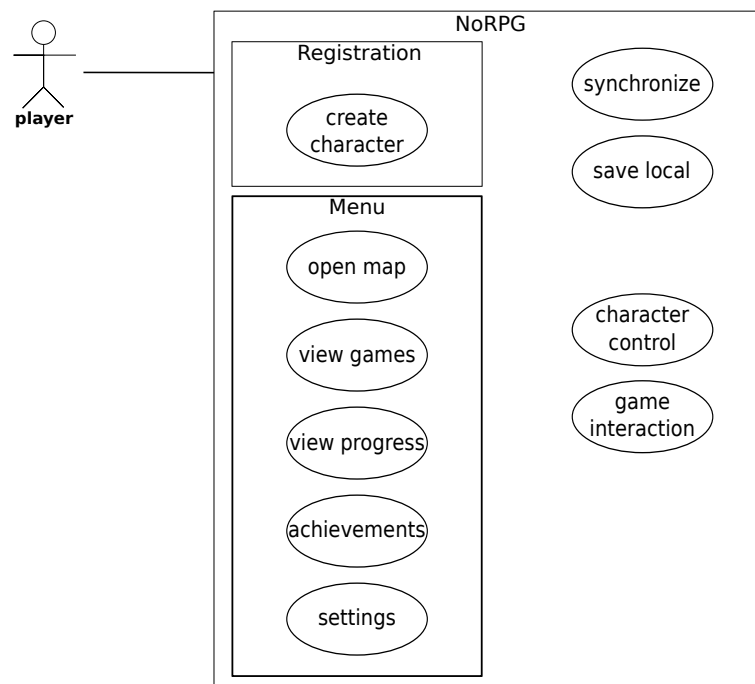 NoRPG
player
Registration
create
character
Menu
open map
view games
view progress
achievements
settings
synchronize
save local
character
control
game
interaction